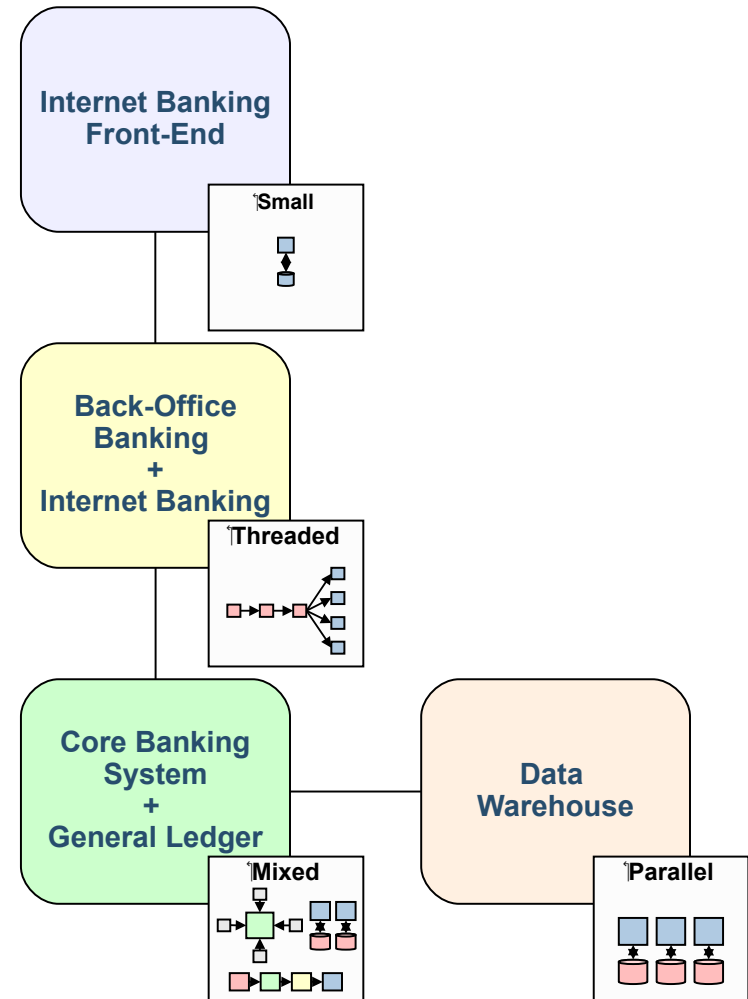 Internet Banking
Front-End
Small
Back-Office
Banking
+
Internet Banking
Threaded
Core Banking
System
+
General Ledger
Mixed
Data
Warehouse
Parallel